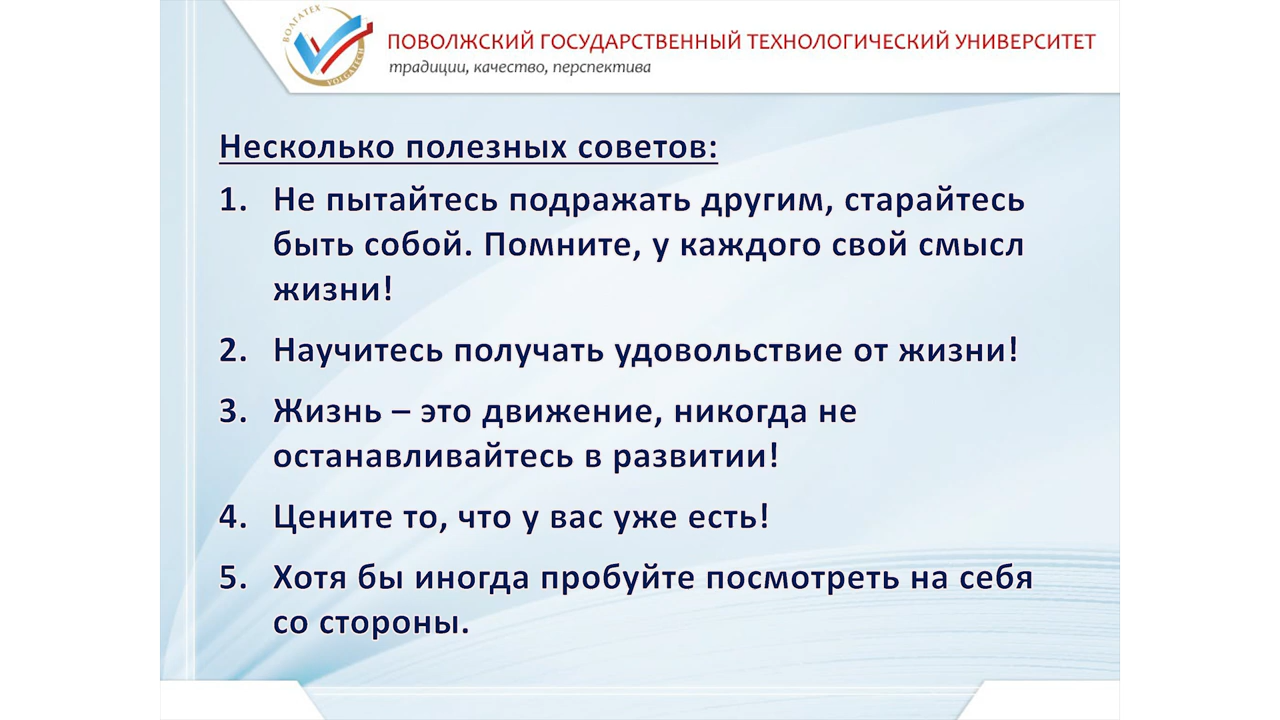 ВОЛГАТЕХ
VOLGATECH
ПОВОЛЖСКИЙ ГОСУДАРСТВЕННЫЙ ТЕХНОЛОГИЧЕСКИЙ УНИВЕРСИТЕТ
традиции, качество, перспектива
Несколько полезных советов:
1. Не пытайтесь подражать другим, старайтесь
быть собой. Помните, у каждого свой смысл
жизни!
2. Научитесь получать удовольствие от жизни!
3. Жизнь – это движение, никогда не
останавливайтесь в развитии!
4. Цените то, что у вас уже есть!
5. Хотя бы иногда пробуйте посмотреть на себя
со стороны.